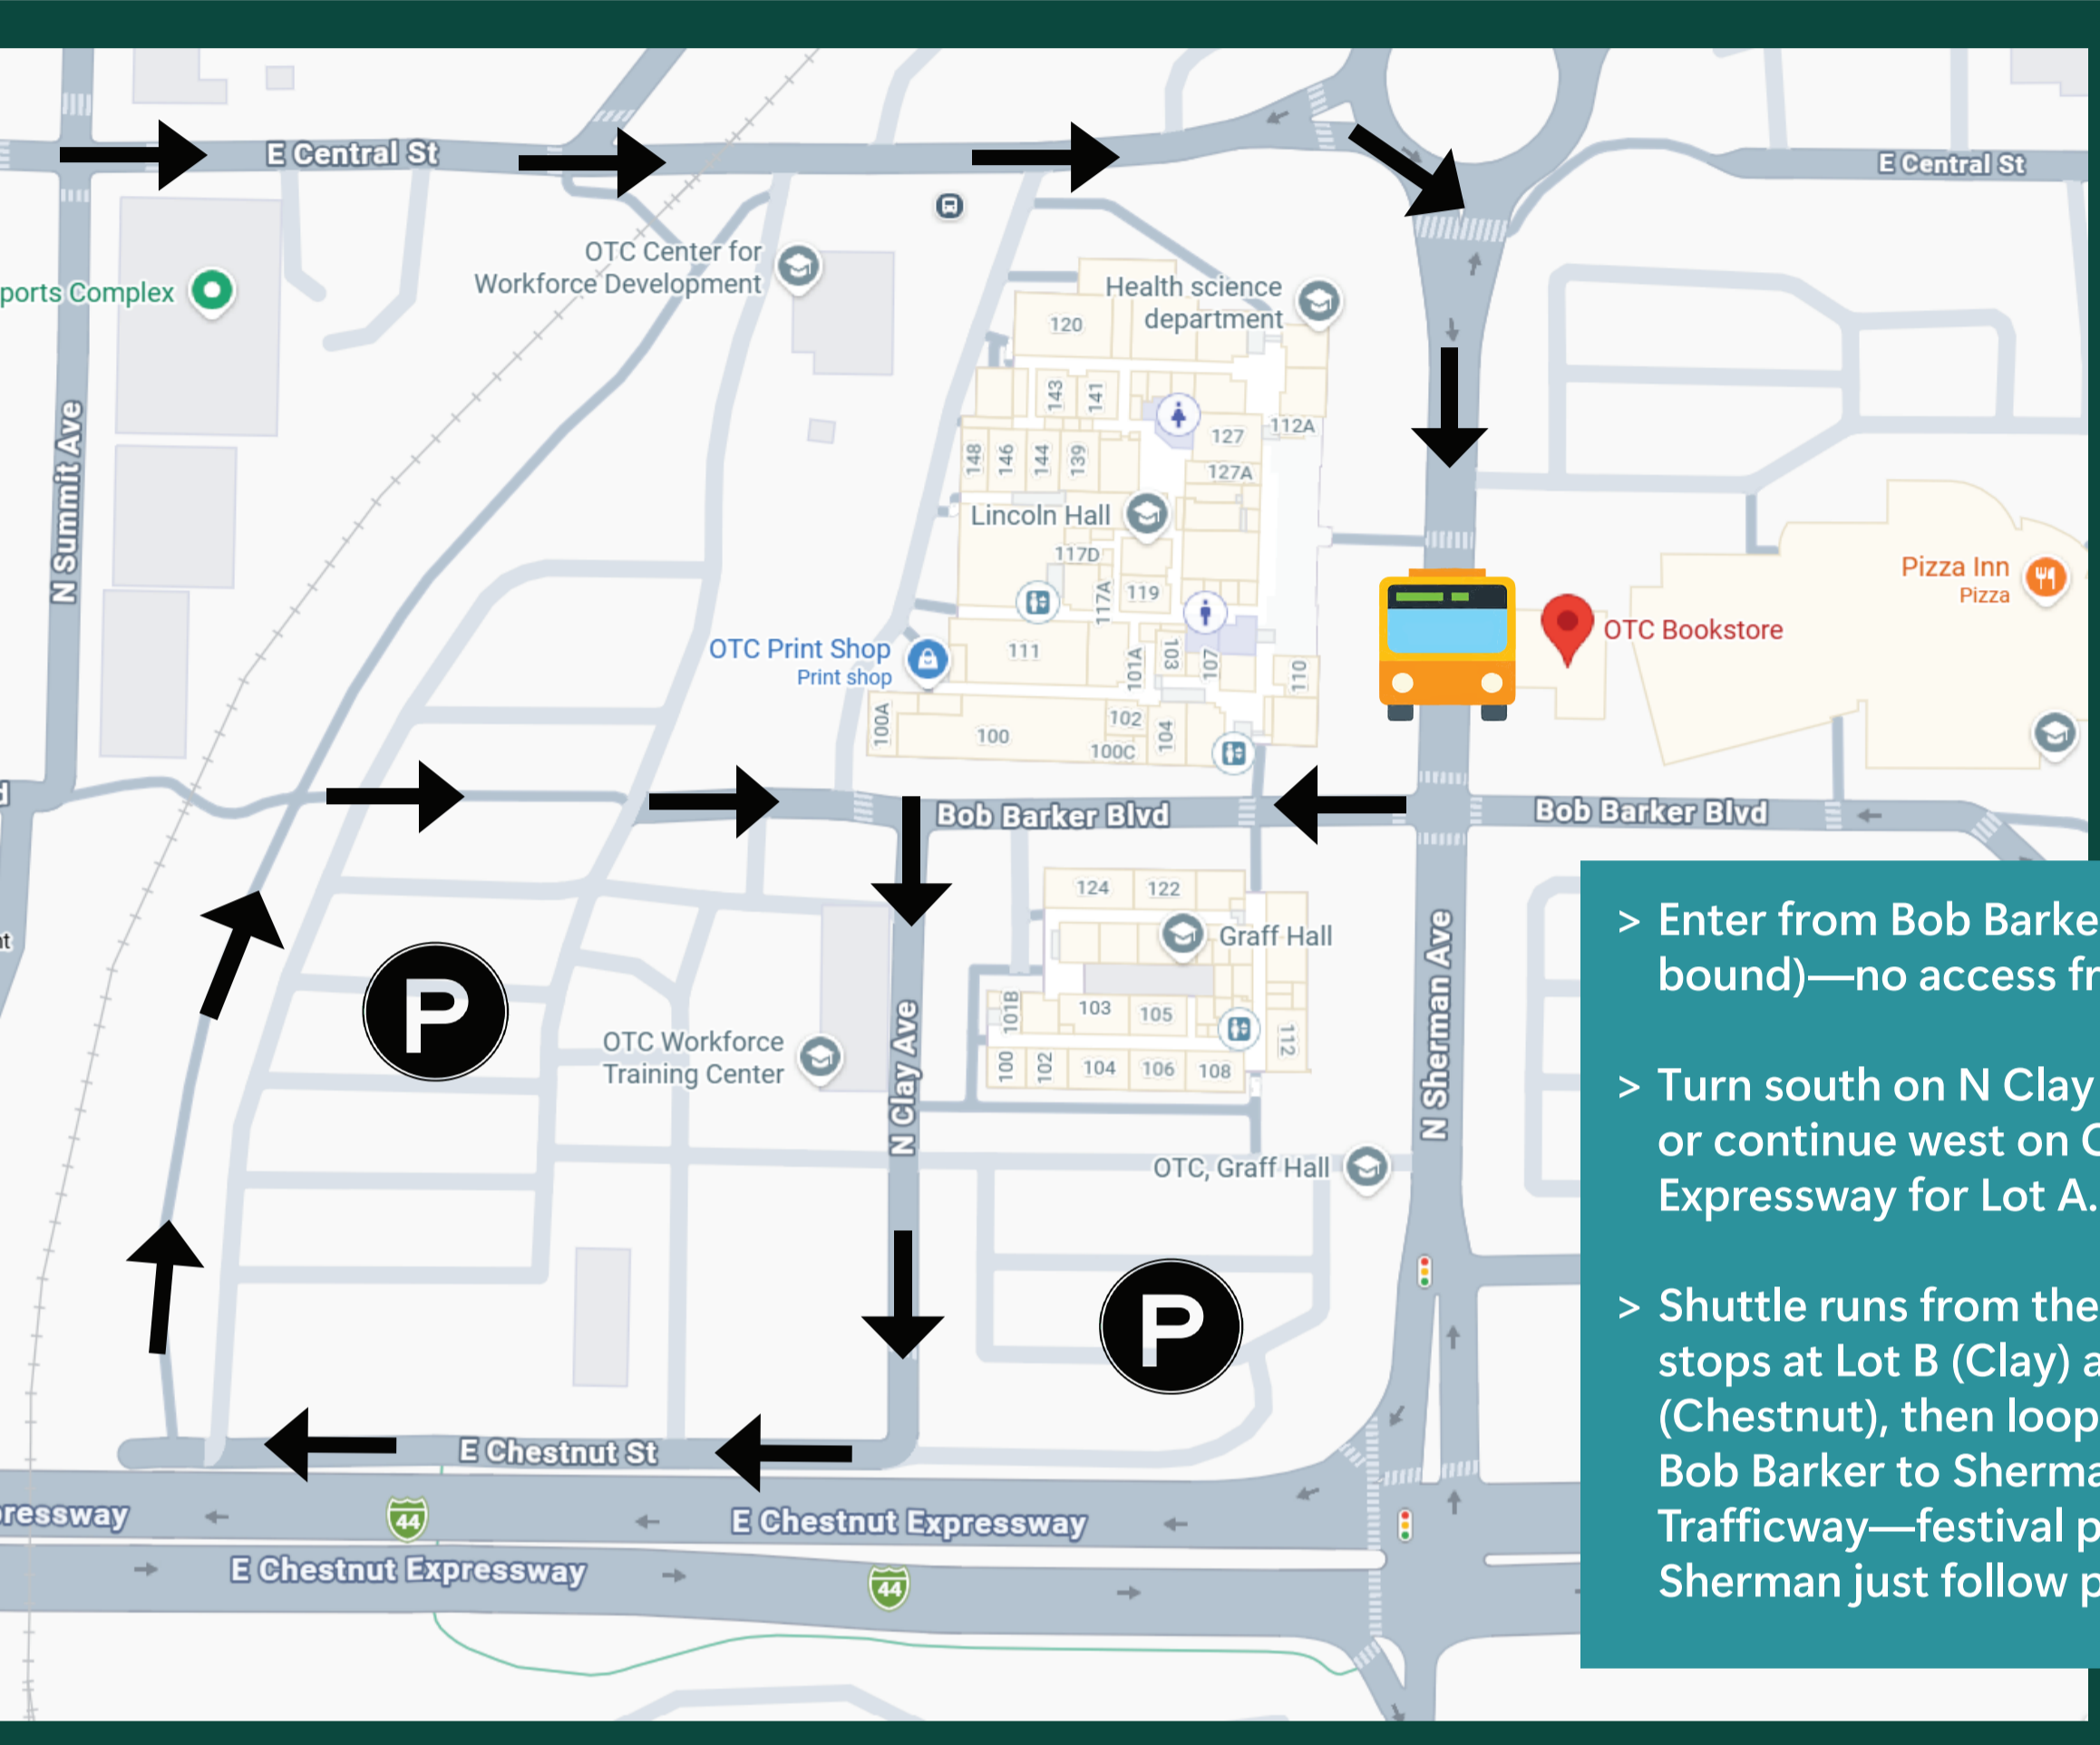 E Central St
E Central St
OTC Center for
Workforce Development
ports Complex
Health science
department
120
143
141
112A
127
148
146
144
139
127A
N Summit Ave
Lincoln Hall
117D
Pizza Inn
Pizza
117A
119
OTC Bookstore
OTC Print Shop
Print shop
111
101A
103
107
110
100A
102
104
100
100C
Bob Barker Blvd
Bob Barker Blvd
124
122
Graff Hall
P
101B
103
105
112
OTC Workforce
Training Center
N Clay Ave
100
102
104
106
108
N Sherman Ave
OTC, Graff Hall
P
E Chestnut St
pressway
44
E Chestnut Expressway
E Chestnut Expressway
44
> Enter from Bob Barke
bound)—no access fr
> Turn south on N Clay
or continue west on C
Expressway for Lot A.
> Shuttle runs from the
stops at Lot B (Clay) a
(Chestnut), then loop
Bob Barker to Sherma
Trafficway—festival p
Sherman just follow p